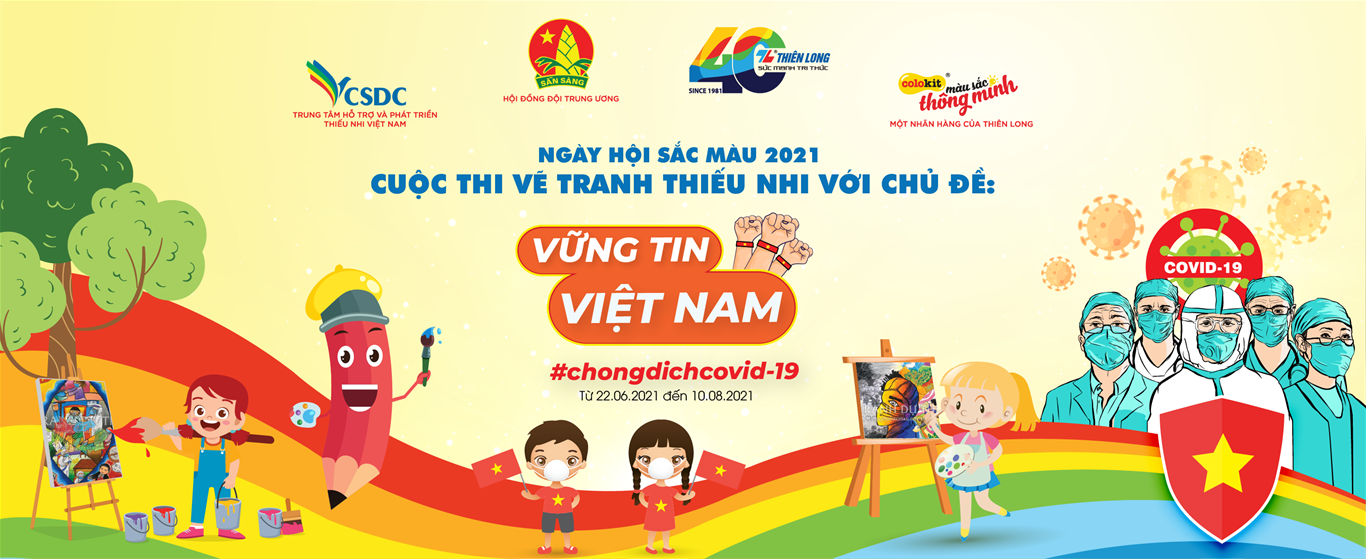 CSDC
TRUNG TÂM HỖ TRỢ VÀ PHÁT TRIỂN
THIẾU NHI VIỆT NAM
SẴN SÀNG
HỘI ĐỒNG ĐỘI TRUNG ƯƠNG
40
THIÊN LONG
SỨC MẠNH TRI THỨC
SINCE 1981
colokit
màu sắc
thông minh
MỘT NHÃN HÀNG CỦA THIÊN LONG
NGÀY HỘI SẮC MÀU 2021
CUỘC THI VẼ TRANH THIẾU NHI VỚI CHỦ ĐỀ:
VỮNG TIN
VIỆT NAM
#chongdichcovid-19
Từ 22.06.2021 đến 10.08.2021
COVID-19